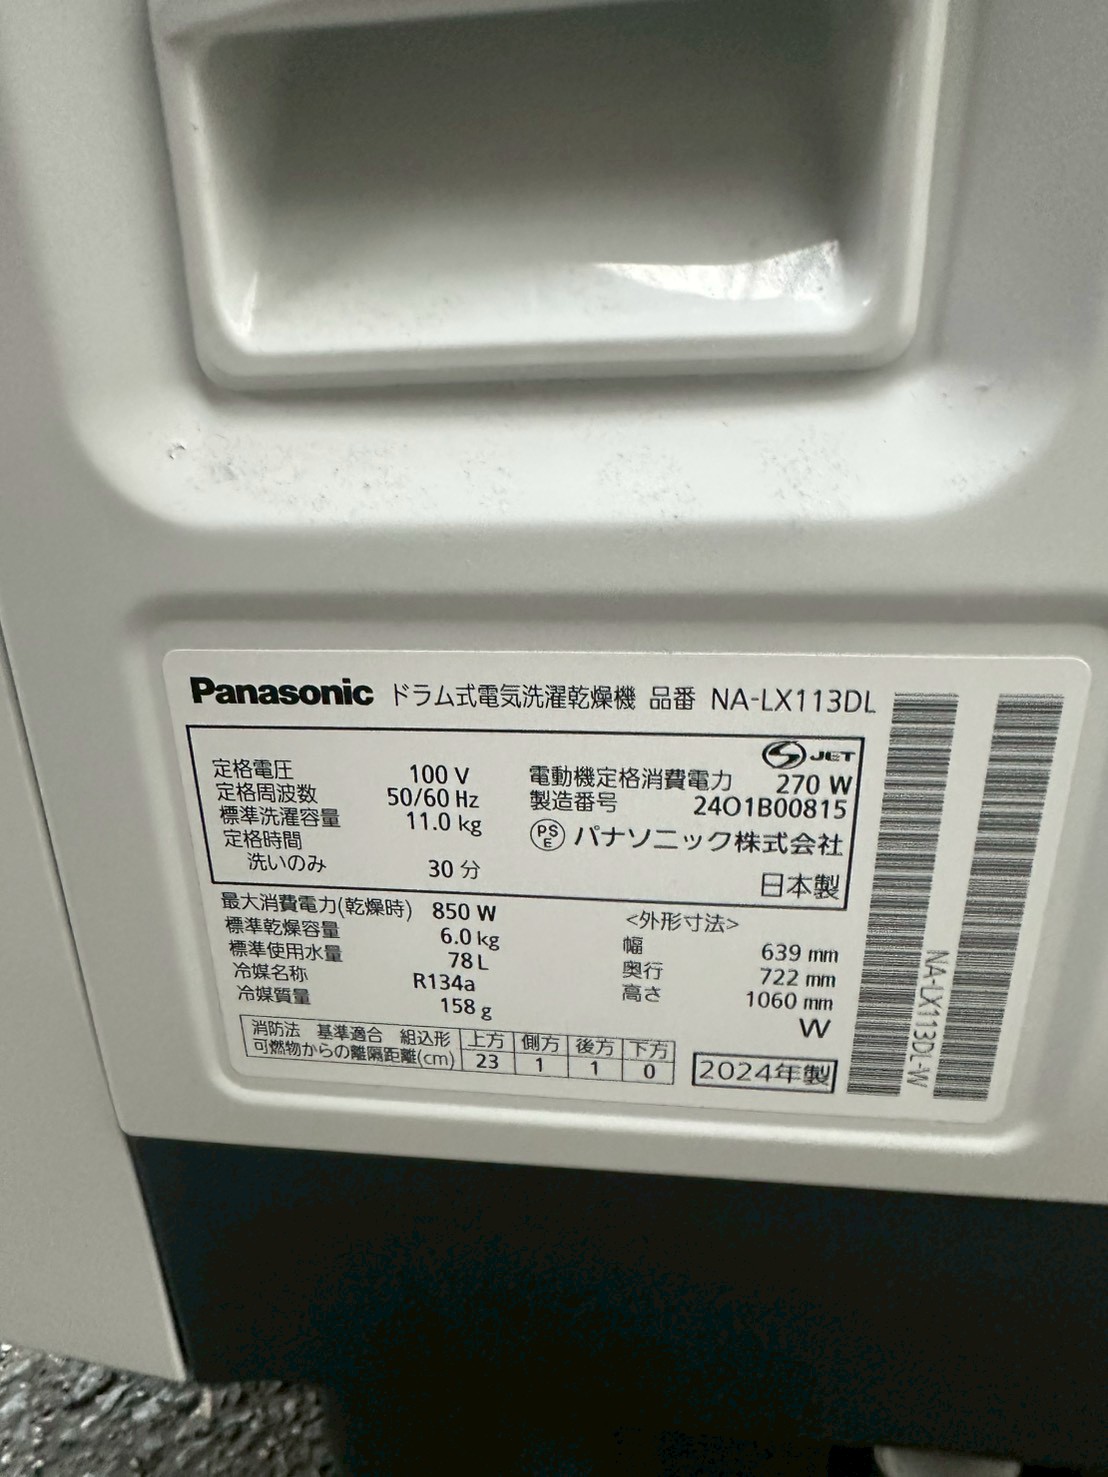 Panasonic ドラム式電気洗濯乾燥機 品番 NA-LX113DL
JET
定格電圧 100 V
定格周波数 50/60 Hz
標準洗濯容量 11.0 kg
定格時間
洗いのみ 30 分
電動機定格消費電力 270 W
製造番号 24O1B00815
PS E パナソニック株式会社
日本製
最大消費電力(乾燥時) 850 W
標準乾燥容量 6.0 kg
標準使用水量 78 L
冷媒名称 R134a
冷媒質量 158 g
<外形寸法>
幅 639 mm
奥行 722 mm
高さ 1060 mm
W
消防法 基準適合 組込形 上方 側方 後方 下方
可燃物からの離隔距離(cm) 23 1 1 0
2024年製
NA-LX113DL-W